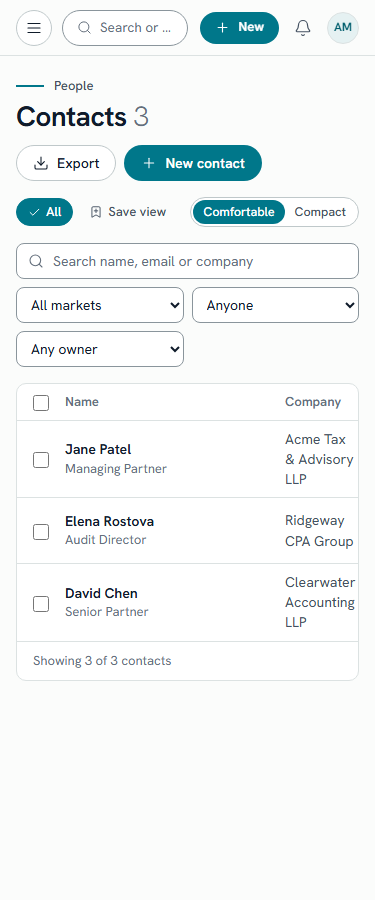 Search or ...
New
AM
People
Contacts 3
Export
New contact
All
Save view
Comfortable
Compact
Search name, email or company
All markets
Anyone
Any owner
Name
Company
Jane Patel
Managing Partner
Acme Tax
& Advisory
LLP
Elena Rostova
Audit Director
Ridgeway
CPA Group
David Chen
Senior Partner
Clearwater
Accounting
LLP
Showing 3 of 3 contacts